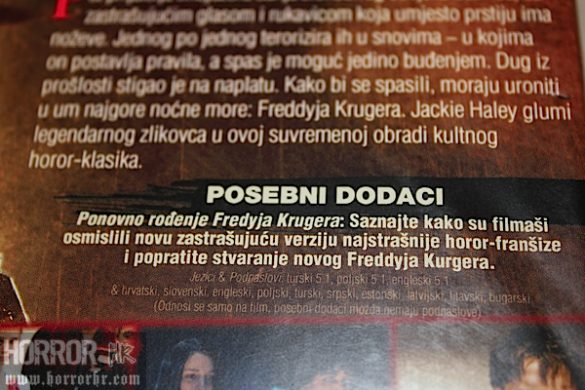 zastrašujućim glasom i rukavicom koja umjesto prstiju ima
noževe. Jednog po jednog terorizira ih u snovima – u kojima
on postavlja pravila, a spas je moguć jedino buđenjem. Dug iz
prošlosti stigao je na naplatu. Kako bi se spasili, moraju uroniti
u um najgore noćne more: Freddyja Krugera. Jackie Haley glumi
legendarnog zlikovca u ovoj suvremenoj obradi kultnog
horor-klasika.
POSEBNI DODACI
Ponovno rođenje Fredyja Krugera: Saznajte kako su filmaši
osmislili novu zastrašujuću verziju najstrašnije horor-franšize
i popratite stvaranje novog Freddyja Kurgera.
Jezici & Podnaslovi: turski 5.1, poljski 5.1, engleski 5.1
& hrvatski, slovenski, engleski, poljski, turski, srpski, estonski, latvijski, litavski, bugarski.
(Odnosi se samo na film, posebni dodaci možda nemaju podnaslove)
HORROR.HR
www.horrorhr.com